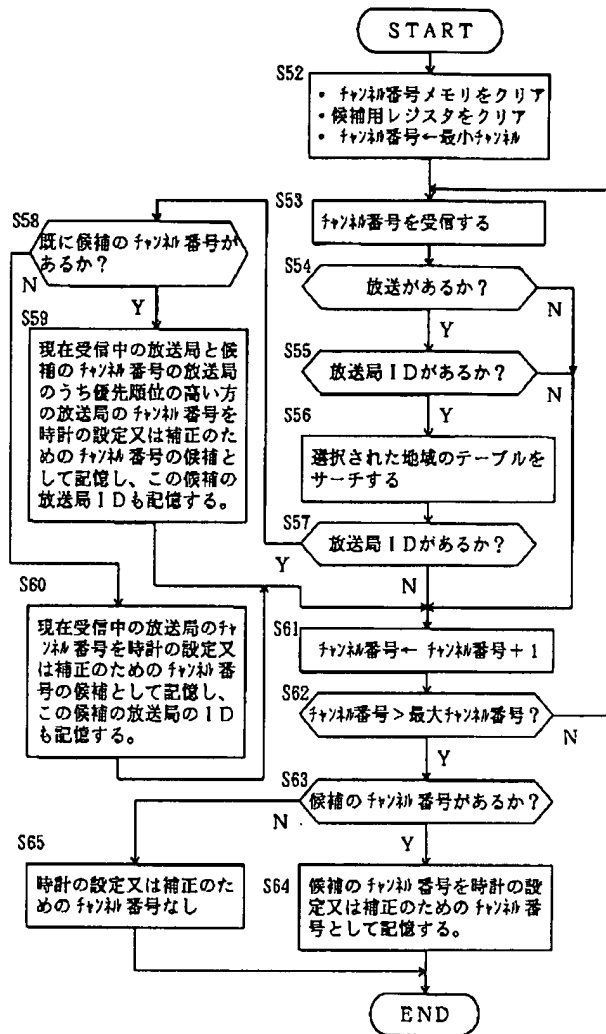 START
S52
・ ﾁｬﾝﾈﾙ番号メモリをクリア
・候補用レジスタをクリア
・ ﾁｬﾝﾈﾙ番号←最小ﾁｬﾝﾈﾙ
S53
ﾁｬﾝﾈﾙ番号を受信する
S54
放送があるか？
N
Y
S55
放送局ＩＤがあるか？
N
Y
S56
選択された地域のテーブルを
サーチする
S57
放送局ＩＤがあるか？
Y
N
S58
既に候補のﾁｬﾝﾈﾙ番号が
あるか？
N
Y
S59
現在受信中の放送局と候
補のﾁｬﾝﾈﾙ番号の放送局
のうち優先順位の高い方
の放送局のﾁｬﾝﾈﾙ番号を
時計の設定又は補正のた
めのﾁｬﾝﾈﾙ番号の候補と
して記憶し、この候補の
放送局ＩＤも記憶する。
S60
現在受信中の放送局のﾁｬ
ﾝﾈﾙ番号を時計の設定又
は補正のためのﾁｬﾝﾈﾙ番
号の候補として記憶し、
この候補の放送局のＩＤ
も記憶する。
S61
ﾁｬﾝﾈﾙ番号← ﾁｬﾝﾈﾙ番号＋１
S62
ﾁｬﾝﾈﾙ番号＞最大ﾁｬﾝﾈﾙ番号？
N
Y
S63
候補のﾁｬﾝﾈﾙ番号があるか？
N
Y
S65
時計の設定又は補正のた
めのﾁｬﾝﾈﾙ番号なし
S64
候補のﾁｬﾝﾈﾙ番号を時計の設
定又は補正のためのﾁｬﾝﾈﾙ番
号として記憶する。
END